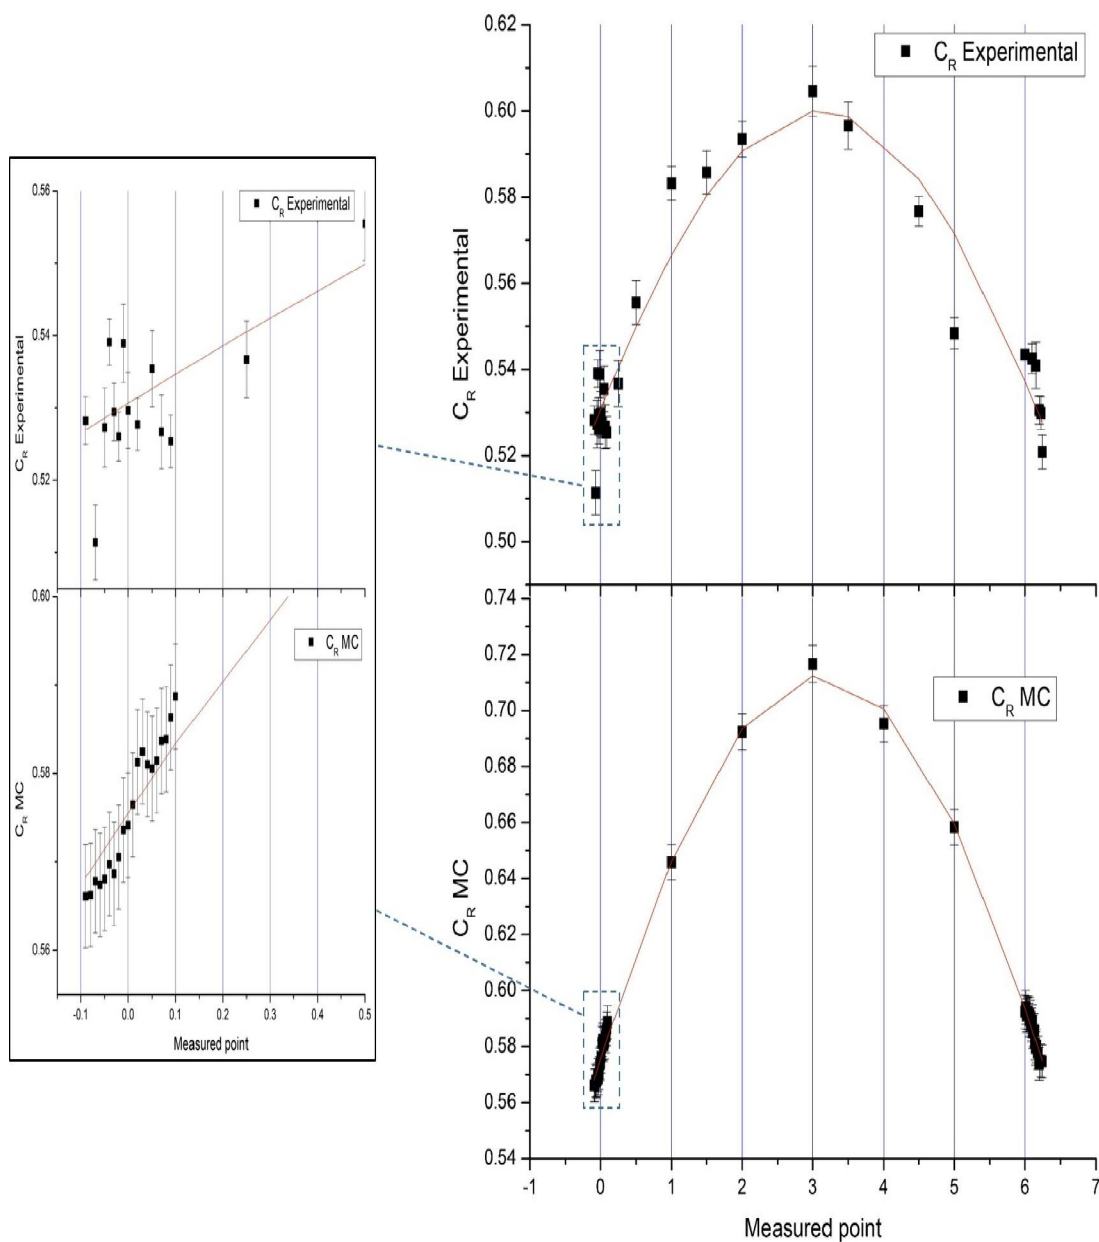 0.56
0.54
0.52
C_R Experimental
C_R Experimental
0.60
0.58
0.56
C_R MC
C_R MC
-0.1 0.0 0.1 0.2 0.3 0.4 0.5
Measured point
0.62
0.60
0.58
0.56
0.54
0.52
0.50
C_R Experimental
C_R Experimental
0.74
0.72
0.70
0.68
0.66
0.64
0.62
0.60
0.58
0.56
0.54
C_R MC
C_R MC
-1 0 1 2 3 4 5 6 7
Measured point